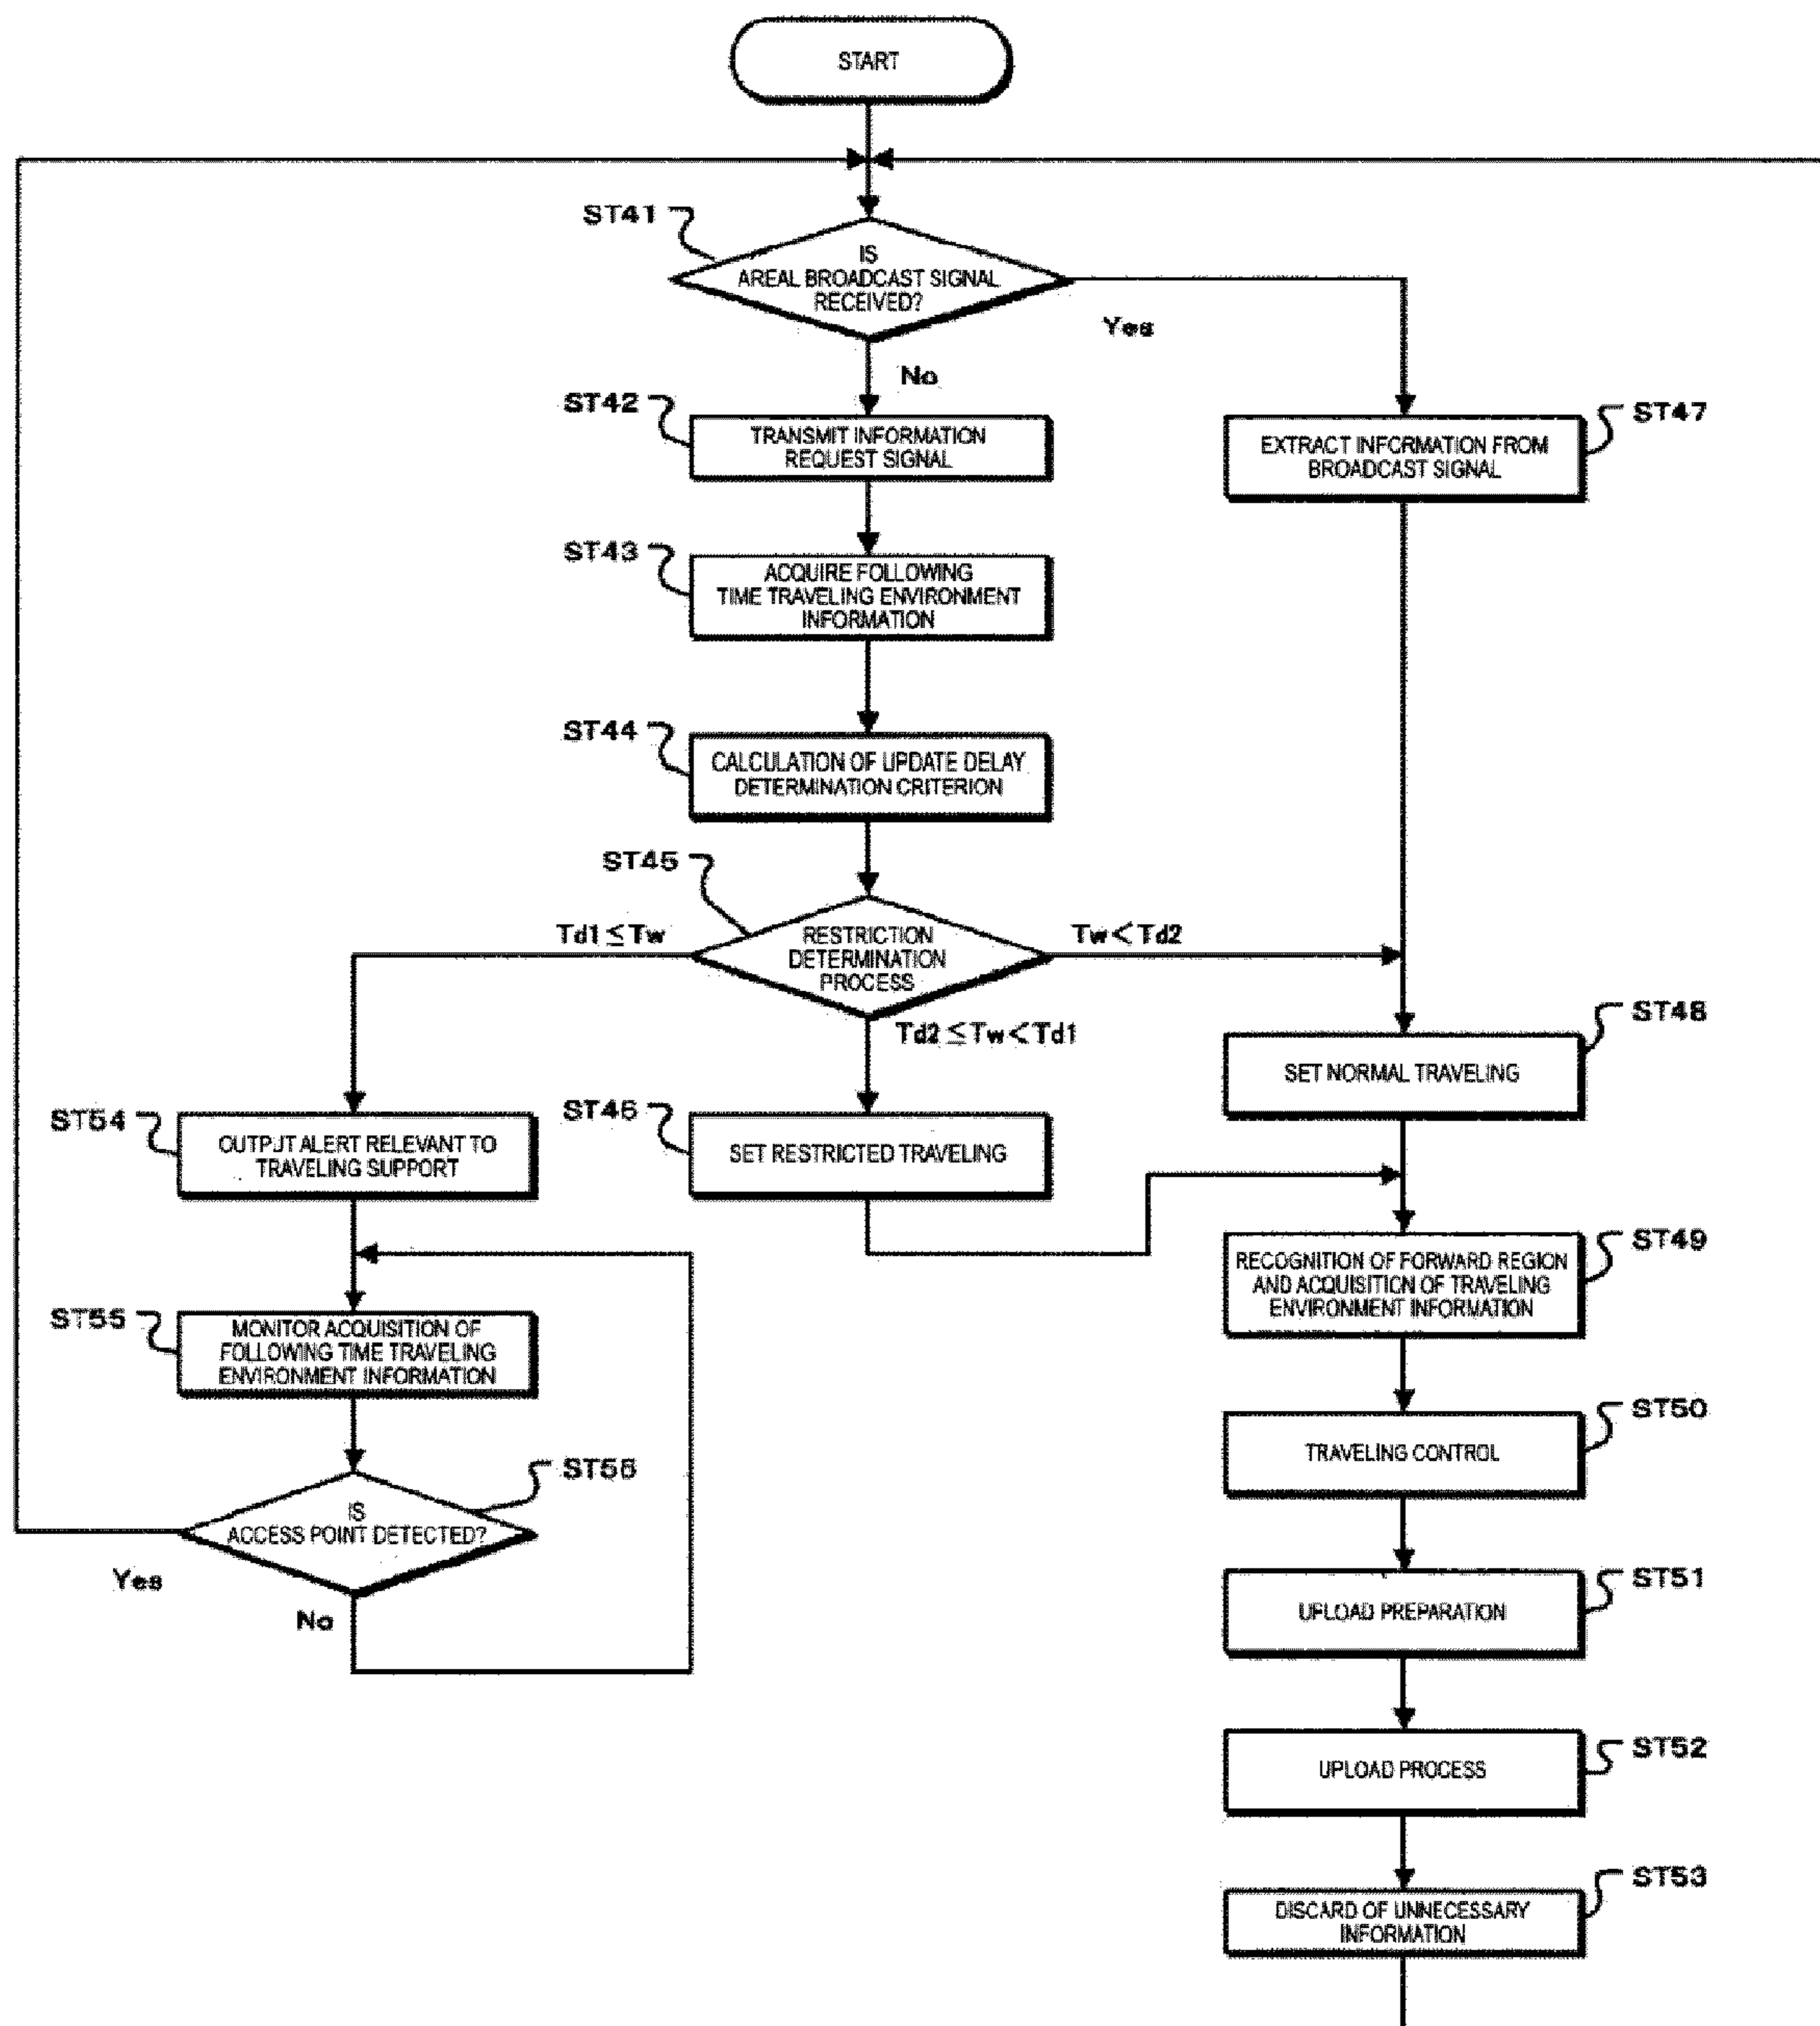 START
ST41
IS
AREAL BROADCAST SIGNAL
RECEIVED?
Yes
No
ST42
TRANSMIT INFORMATION
REQUEST SIGNAL
ST47
EXTRACT INFORMATION FROM
BROADCAST SIGNAL
ST43
ACQUIRE FOLLOWING
TIME TRAVELING ENVIRONMENT
INFORMATION
ST44
CALCULATION OF UPDATE DELAY
DETERMINATION CRITERION
ST45
RESTRICTION
DETERMINATION
PROCESS
Td1≦Tw
Tw<Td2
Td2≦Tw<Td1
ST48
SET NORMAL TRAVELING
ST54
OUTPUT ALERT RELEVANT TO
TRAVELING SUPPORT
ST46
SET RESTRICTED TRAVELING
ST49
RECOGNITION OF FORWARD REGION
AND ACQUISITION OF TRAVELING
ENVIRONMENT INFORMATION
ST55
MONITOR ACQUISITION OF
FOLLOWING TIME TRAVELING
ENVIRONMENT INFORMATION
ST50
TRAVELING CONTROL
ST56
IS
ACCESS POINT DETECTED?
Yes
No
ST51
UPLOAD PREPARATION
ST52
UPLOAD PROCESS
ST53
DISCARD OF UNNECESSARY
INFORMATION